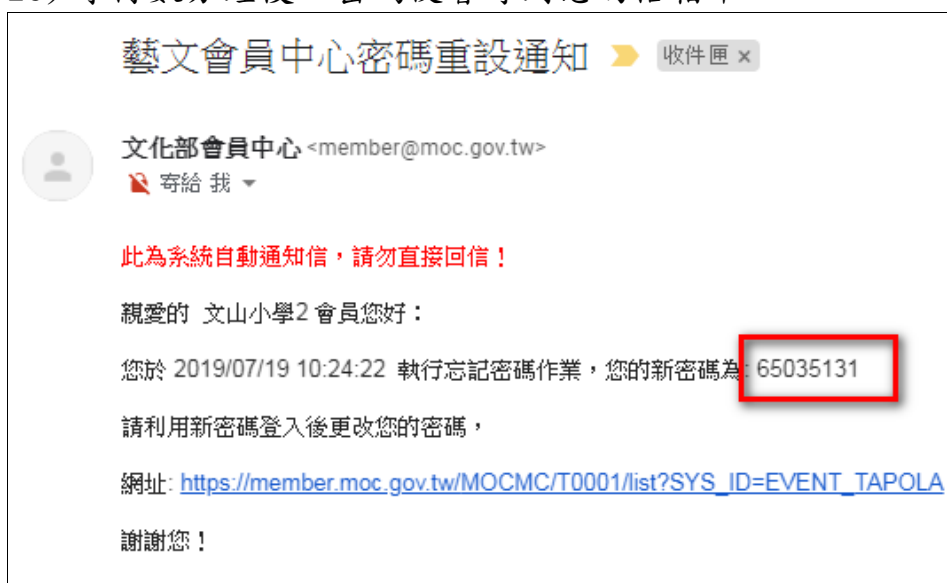 藝文會員中心密碼重設通知 收件匣 ×
文化部會員中心 <member@moc.gov.tw>
寄給 我
此為系統自動通知信，請勿直接回信！
親愛的 文山小學2 會員您好：
您於 2019/07/19 10:24:22 執行忘記密碼作業，您的新密碼為: 65035131
請利用新密碼登入後更改您的密碼，
網址: https://member.moc.gov.tw/MOCMC/T0001/list?SYS_ID=EVENT_TAPOLA
謝謝您！